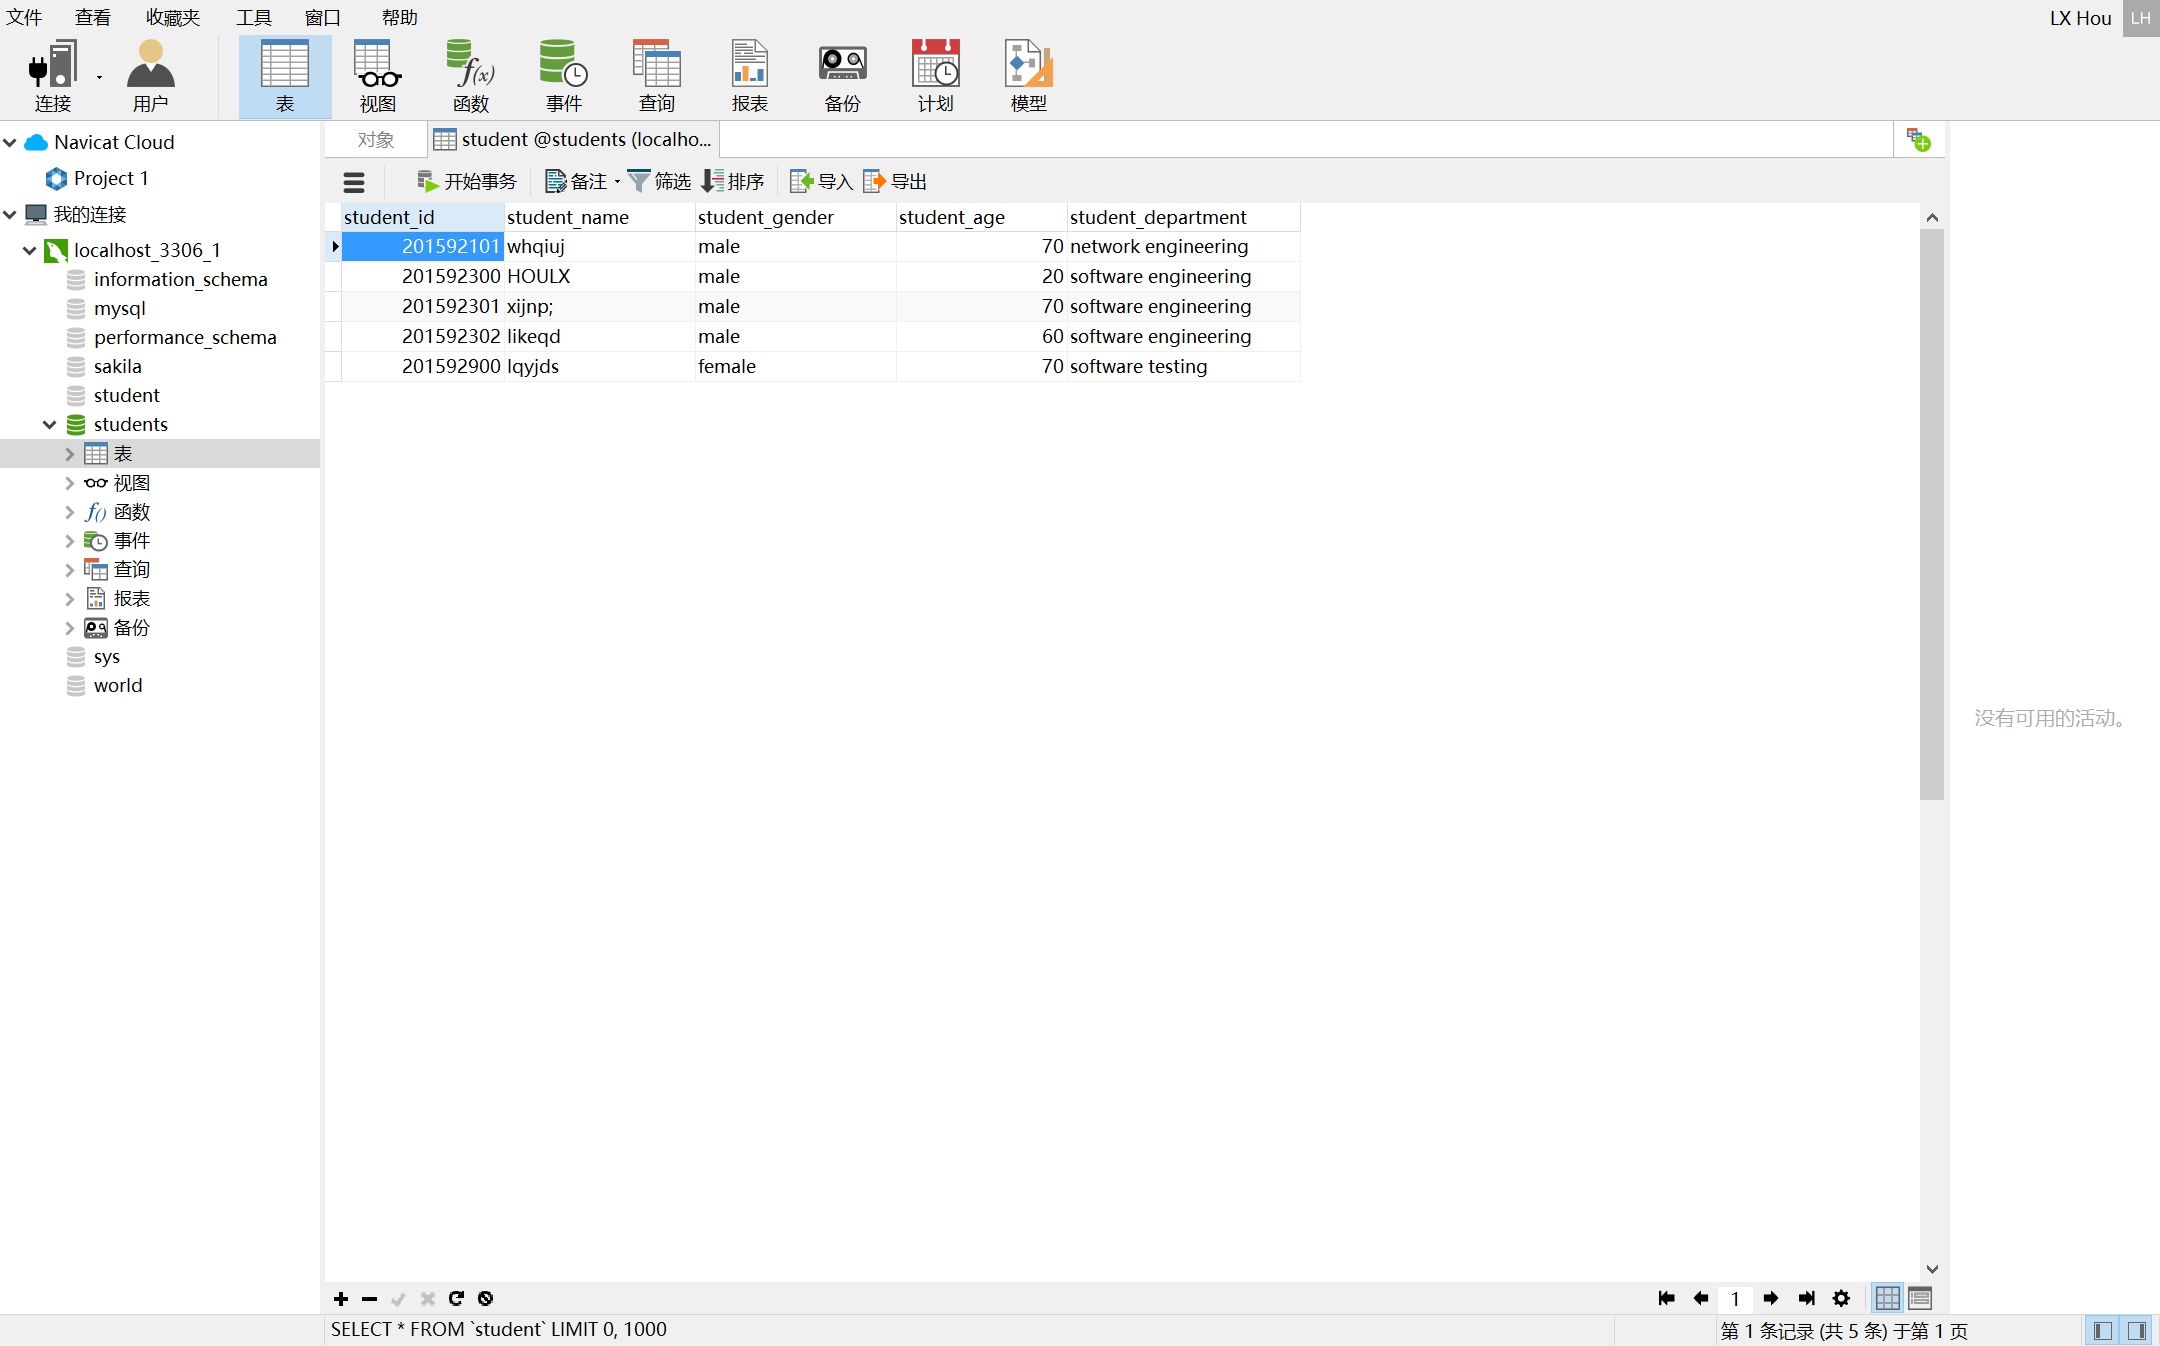 文件 查看 收藏夹 工具 窗口 帮助 LX Hou LH
连接 用户 表 视图 函数 事件 查询 报表 备份 计划 模型
Navicat Cloud
Project 1
我的连接
localhost_3306_1
information_schema
mysql
performance_schema
sakila
student
students
表
视图
函数
事件
查询
报表
备份
sys
world
对象 student @students (localho...
开始事务 备注 筛选 排序 导入 导出
student_id student_name student_gender student_age student_department
201592101 whqiuj male 70 network engineering
201592300 HOULX male 20 software engineering
201592301 xijnp; male 70 software engineering
201592302 likeqd male 60 software engineering
201592900 lqyjds female 70 software testing
没有可用的活动。
1
SELECT * FROM `student` LIMIT 0, 1000 第 1 条记录 (共 5 条) 于第 1 页